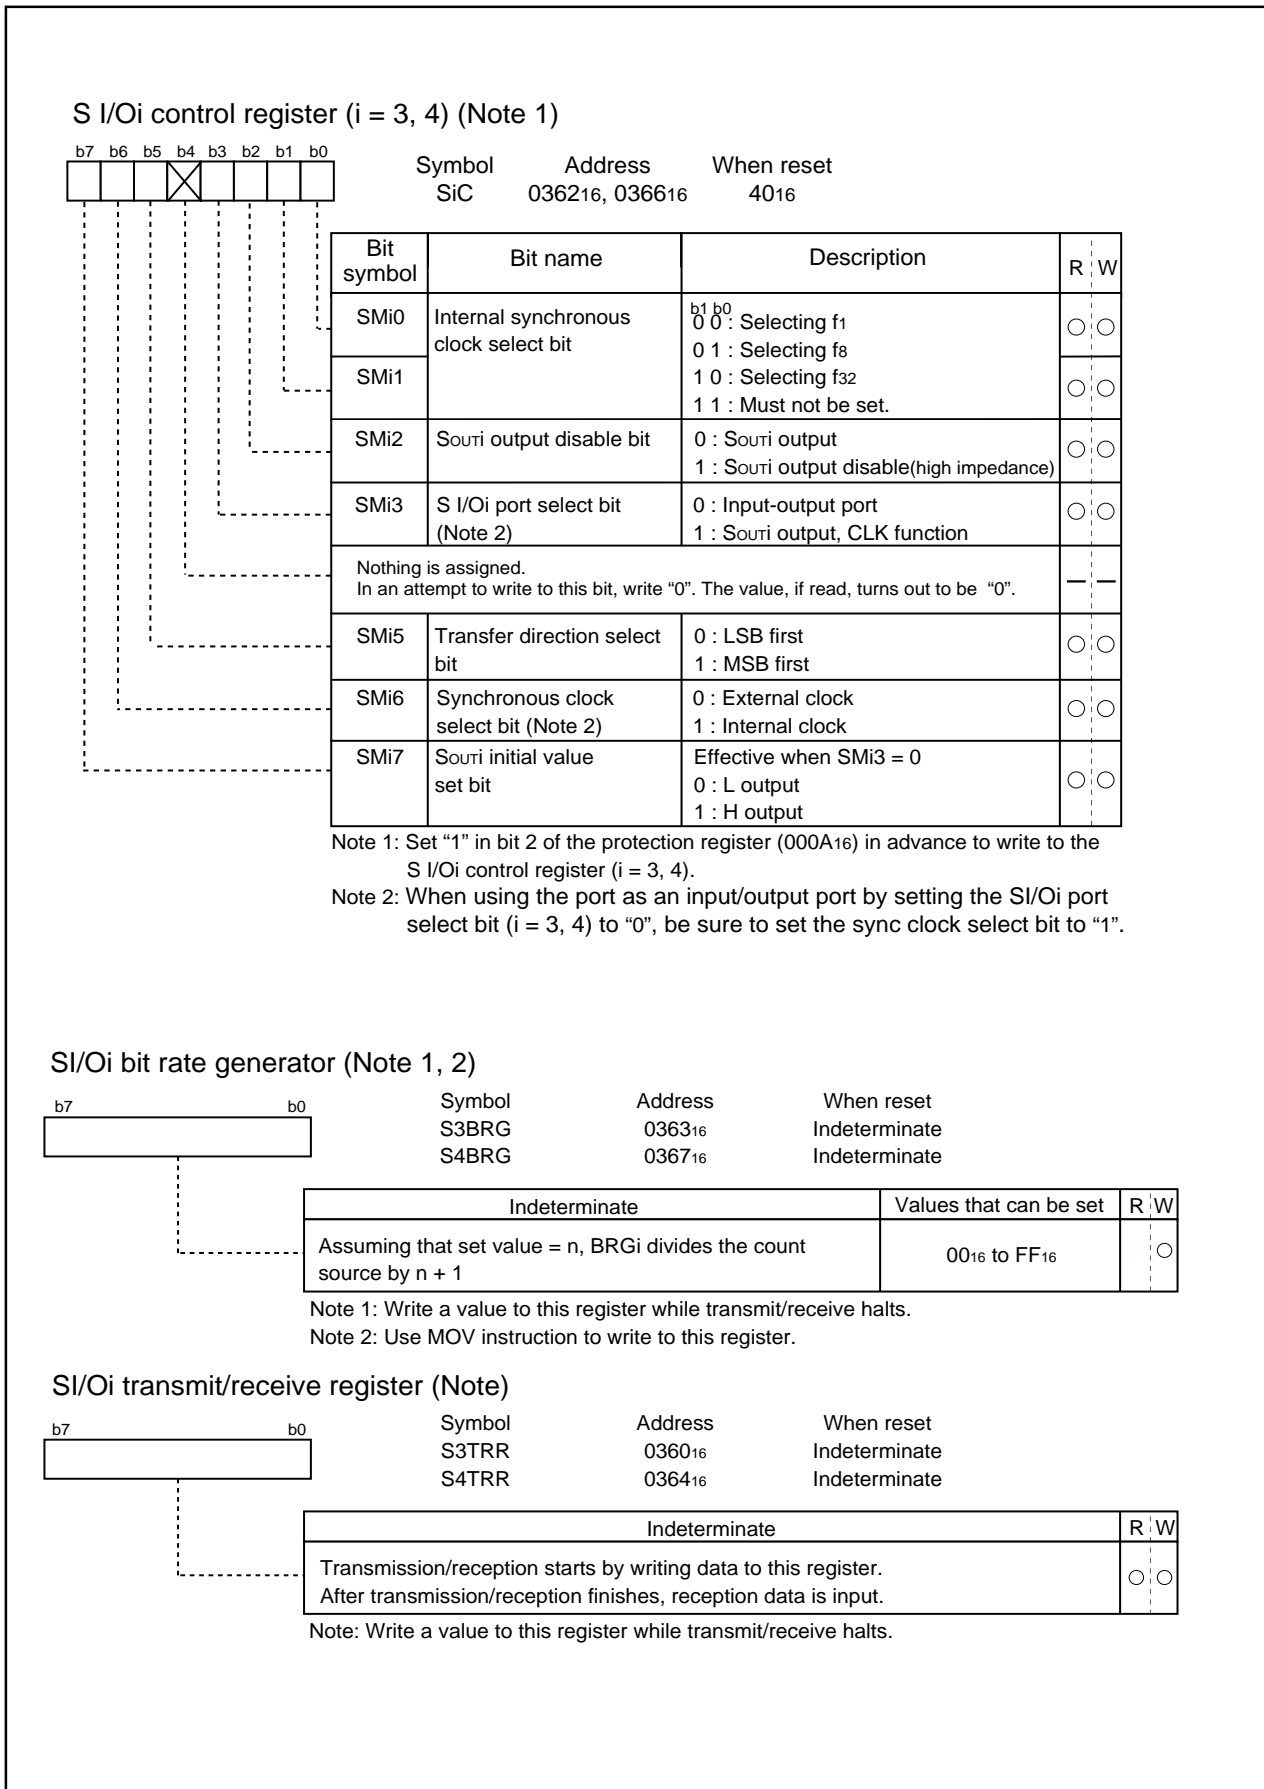 S I/Oi control register (i = 3, 4) (Note 1)
b7 b6 b5 b4 b3 b2 b1 b0
Symbol Address When reset
SiC 036216, 036616 4016
Bit symbol Bit name Description R W
SMi0 Internal synchronous clock select bit
b1 b0
0 0 : Selecting f1
0 1 : Selecting f8
SMi1
1 0 : Selecting f32
1 1 : Must not be set.
SMi2 SOUTi output disable bit 0 : SOUTi output
1 : SOUTi output disable(high impedance)
SMi3 S I/Oi port select bit 0 : Input-output port
(Note 2) 1 : SOUTi output, CLK function
Nothing is assigned.
In an attempt to write to this bit, write “0”. The value, if read, turns out to be “0”.
SMi5 Transfer direction select 0 : LSB first
bit 1 : MSB first
SMi6 Synchronous clock 0 : External clock
select bit (Note 2) 1 : Internal clock
SMi7 SOUTi initial value Effective when SMi3 = 0
set bit 0 : L output
1 : H output
Note 1: Set “1” in bit 2 of the protection register (000A16) in advance to write to the
S I/Oi control register (i = 3, 4).
Note 2: When using the port as an input/output port by setting the SI/Oi port
select bit (i = 3, 4) to “0”, be sure to set the sync clock select bit to “1”.
SI/Oi bit rate generator (Note 1, 2)
b7 b0
Symbol Address When reset
S3BRG 036316 Indeterminate
S4BRG 036716 Indeterminate
Indeterminate Values that can be set R W
Assuming that set value = n, BRGi divides the count
source by n + 1
0016 to FF16
Note 1: Write a value to this register while transmit/receive halts.
Note 2: Use MOV instruction to write to this register.
SI/Oi transmit/receive register (Note)
b7 b0
Symbol Address When reset
S3TRR 036016 Indeterminate
S4TRR 036416 Indeterminate
Indeterminate R W
Transmission/reception starts by writing data to this register.
After transmission/reception finishes, reception data is input.
Note: Write a value to this register while transmit/receive halts.